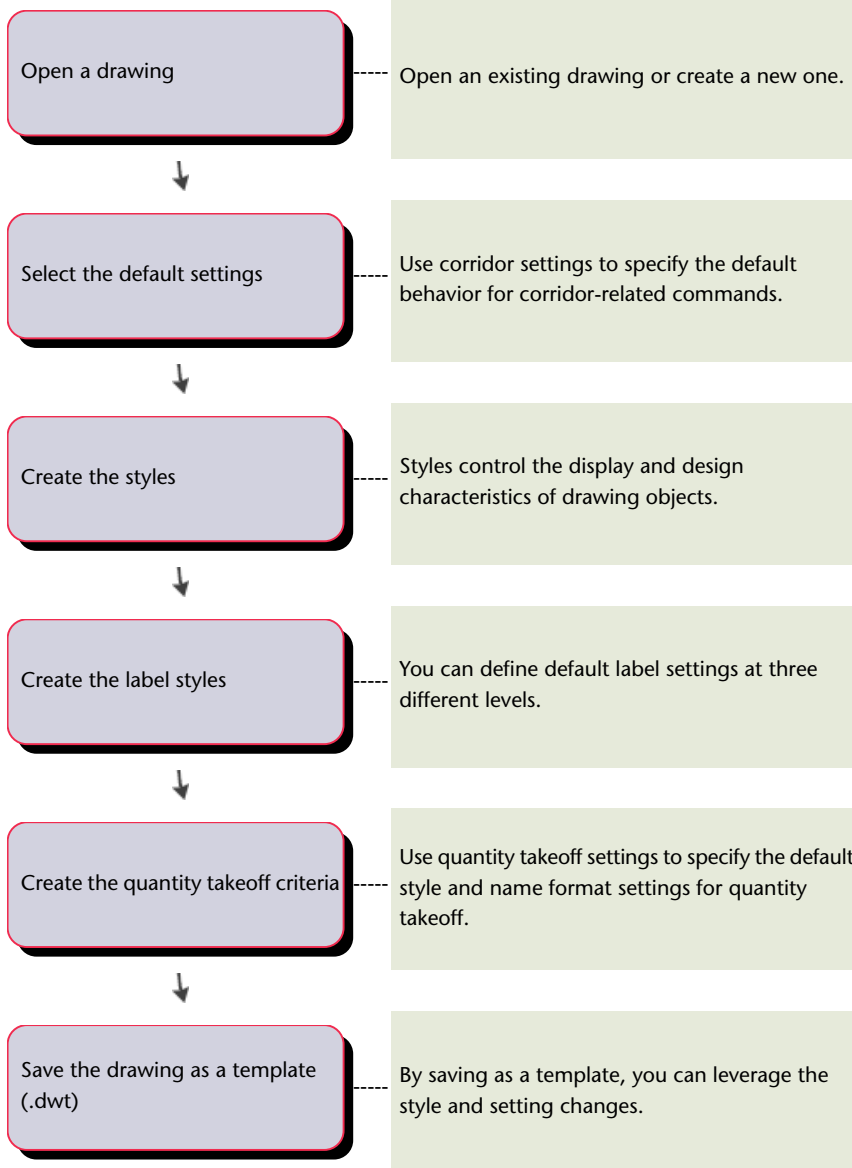 Open a drawing
Open an existing drawing or create a new one.
Select the default settings
Use corridor settings to specify the default
behavior for corridor-related commands.
Create the styles
Styles control the display and design
characteristics of drawing objects.
Create the label styles
You can define default label settings at three
different levels.
Create the quantity takeoff criteria
Use quantity takeoff settings to specify the default
style and name format settings for quantity
takeoff.
Save the drawing as a template
(.dwt)
By saving as a template, you can leverage the
style and setting changes.